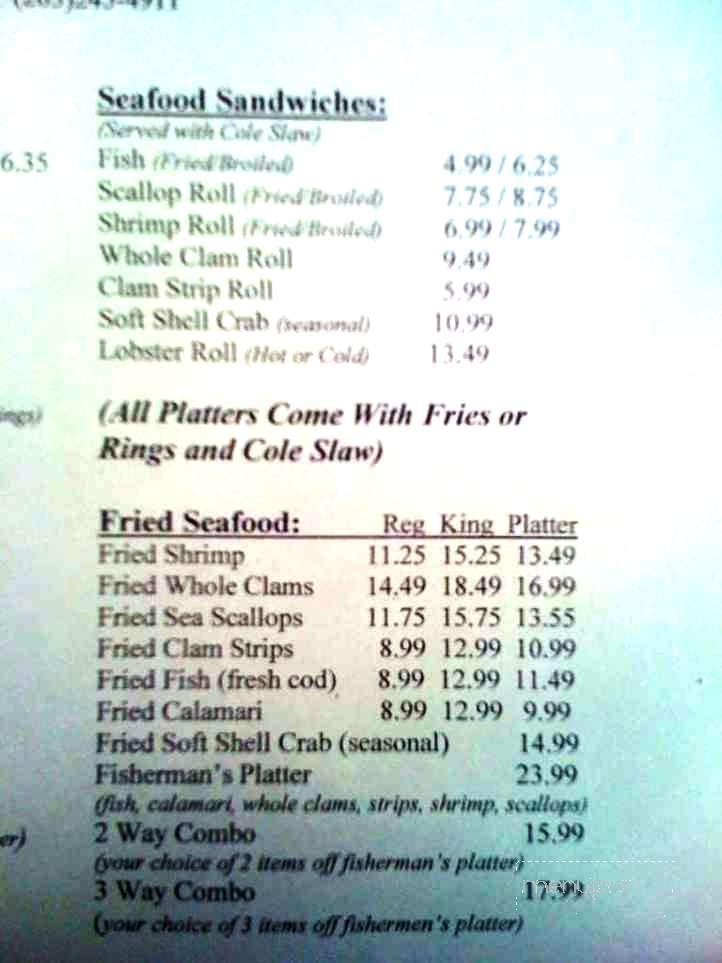 Seafood Sandwiches:
(Served with Cole Slaw)
6.35 Fish (Fried/Broiled) 4.99 / 6.25
Scallop Roll (Fried/Broiled) 7.75 / 8.75
Shrimp Roll (Fried/Broiled) 6.99 / 7.99
Whole Clam Roll 9.49
Clam Strip Roll 5.99
Soft Shell Crab (seasonal) 10.99
Lobster Roll (Hot or Cold) 13.49
(All Platters Come With Fries or
Rings and Cole Slaw)
Fried Seafood: Reg King Platter
Fried Shrimp 11.25 15.25 13.49
Fried Whole Clams 14.49 18.49 16.99
Fried Sea Scallops 11.75 15.75 13.55
Fried Clam Strips 8.99 12.99 10.99
Fried Fish (fresh cod) 8.99 12.99 11.49
Fried Calamari 8.99 12.99 9.99
Fried Soft Shell Crab (seasonal) 14.99
Fisherman's Platter 23.99
(fish, calamari, whole clams, strips, shrimp, scallops)
2 Way Combo 15.99
(your choice of 2 items off fisherman's platter)
3 Way Combo 17.99
(your choice of 3 items off fishermen's platter)